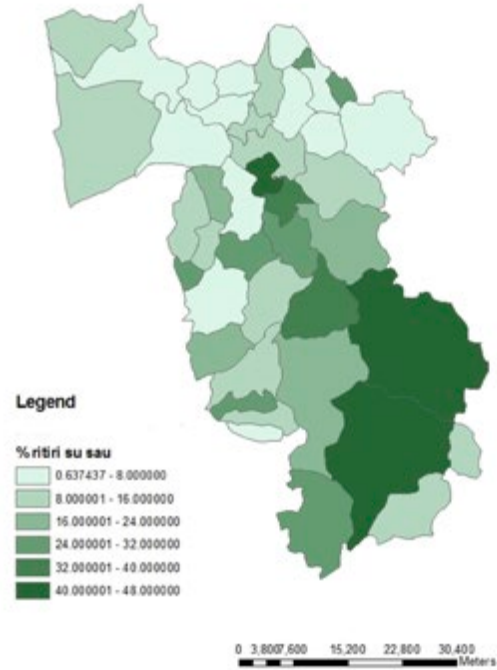 Legend
% ritiri su sau
0.637437 - 8.000000
8.000001 - 16.000000
16.000001 - 24.000000
24.000001 - 32.000000
32.000001 - 40.000000
40.000001 - 48.000000
0 3,8007,600 15,200 22,800 30,400
Meters